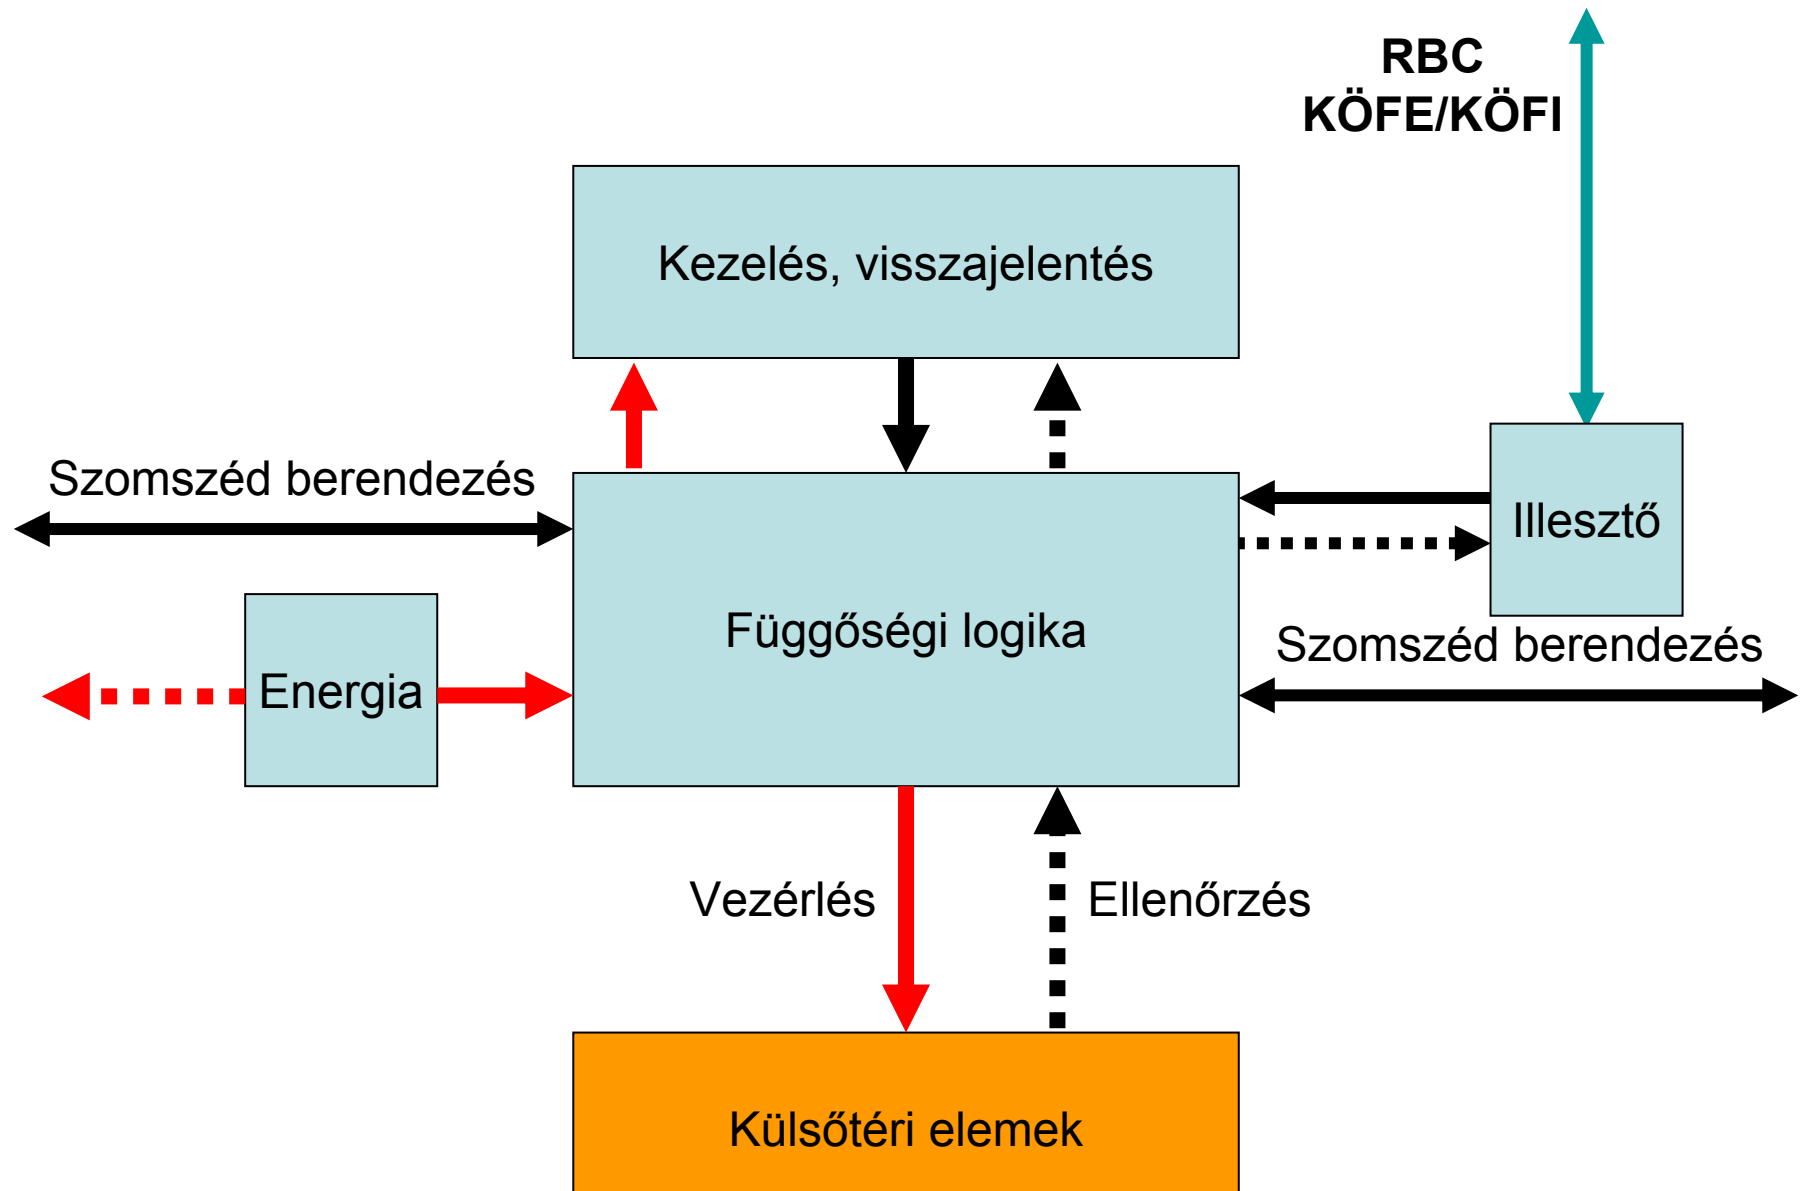 RBC
KÖFE/KÖFI
Kezelés, visszajelentés
Szomszéd berendezés
Illesztő
Függőségi logika
Szomszéd berendezés
Energia
Vezérlés
Ellenőrzés
Külsőtéri elemek